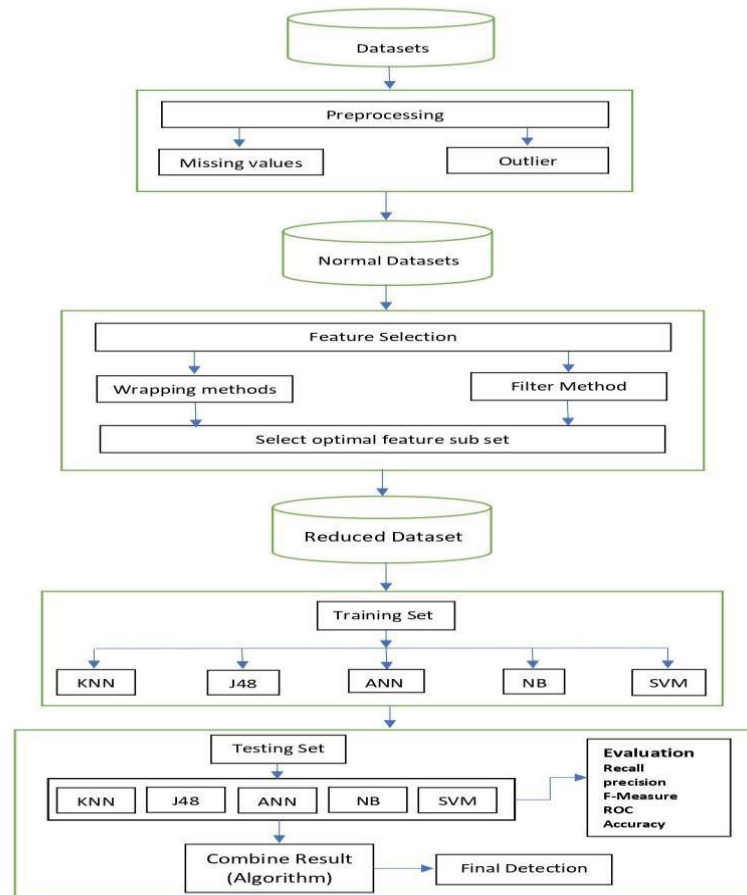 Datasets
Preprocessing
Missing values
Outlier
Normal Datasets
Feature Selection
Wrapping methods
Filter Method
Select optimal feature sub set
Reduced Dataset
Training Set
KNN
J48
ANN
NB
SVM
Testing Set
KNN
J48
ANN
NB
SVM
Evaluation
Recall
precision
F-Measure
ROC
Accuracy
Combine Result
(Algorithm)
Final Detection